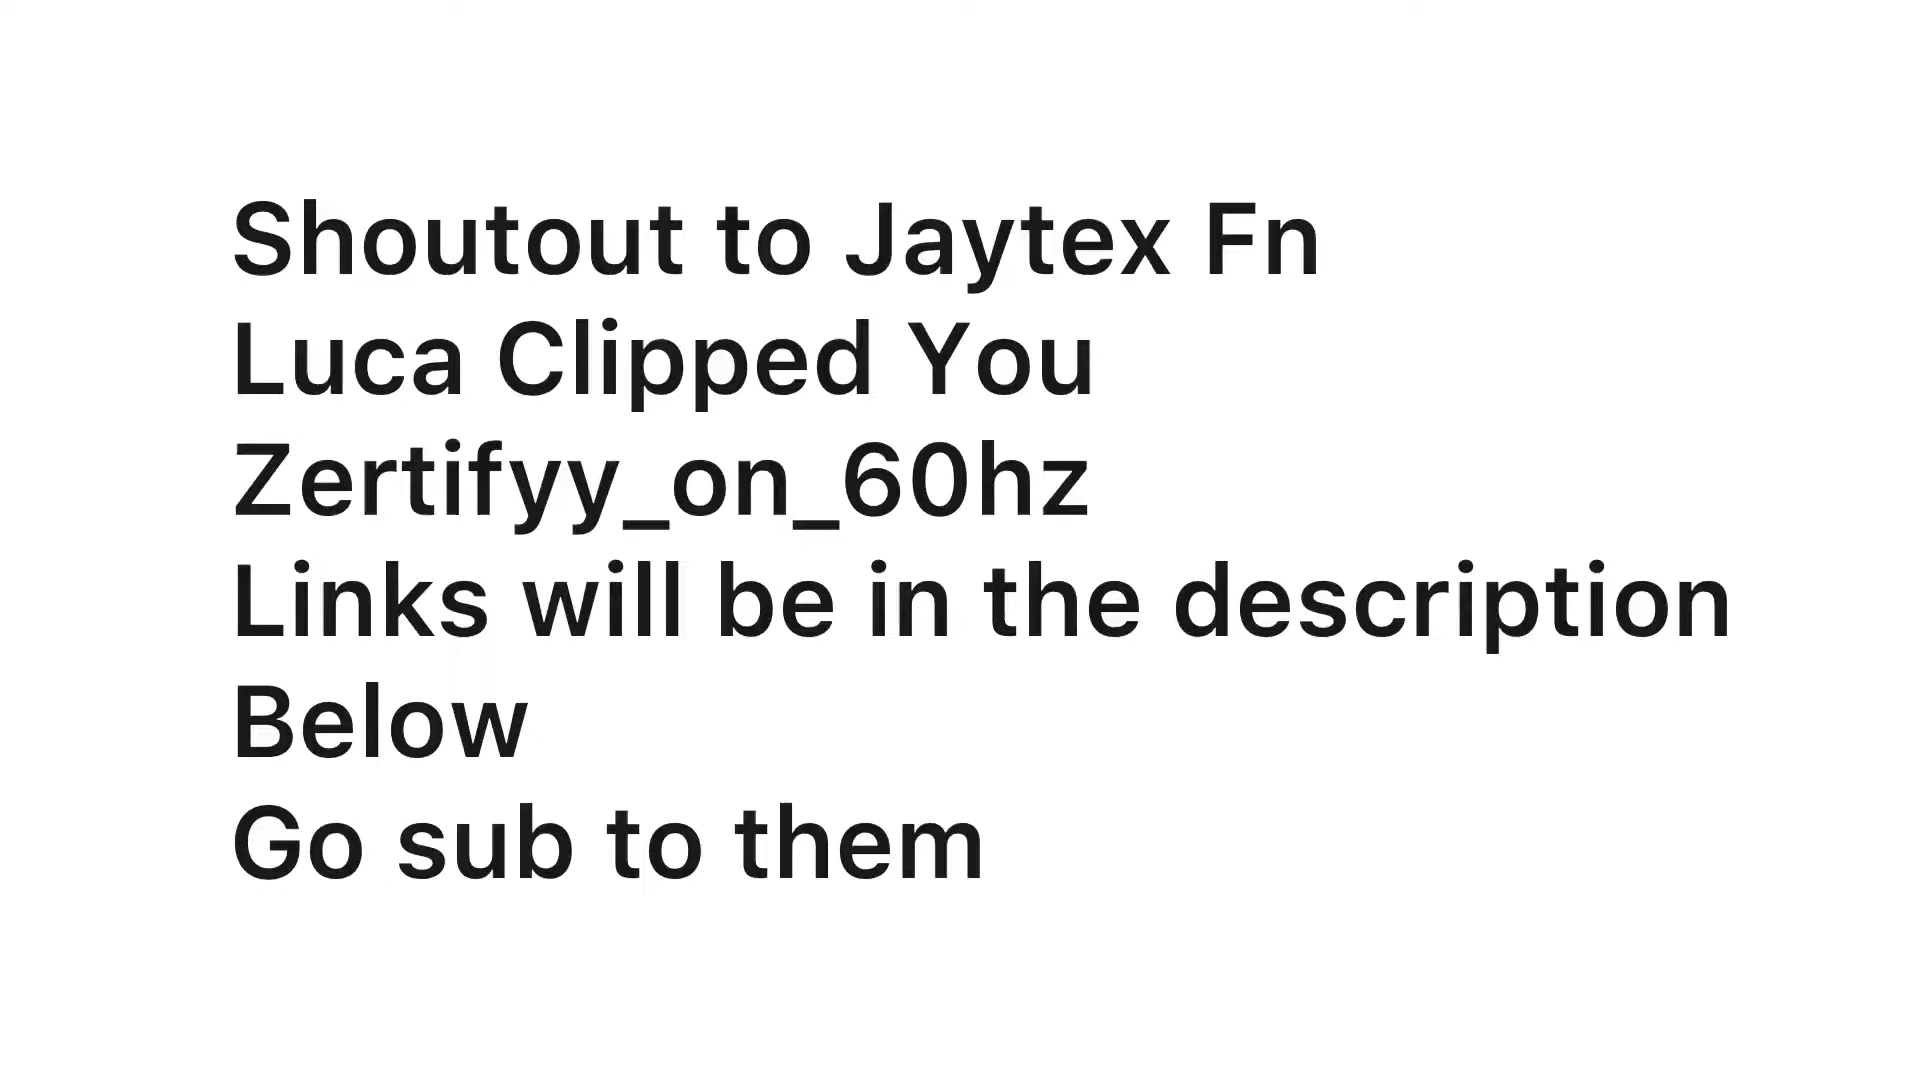 Shoutout to Jaytex Fn
Luca Clipped You
Zertifyy_on_60hz
Links will be in the description
Below
Go sub to them